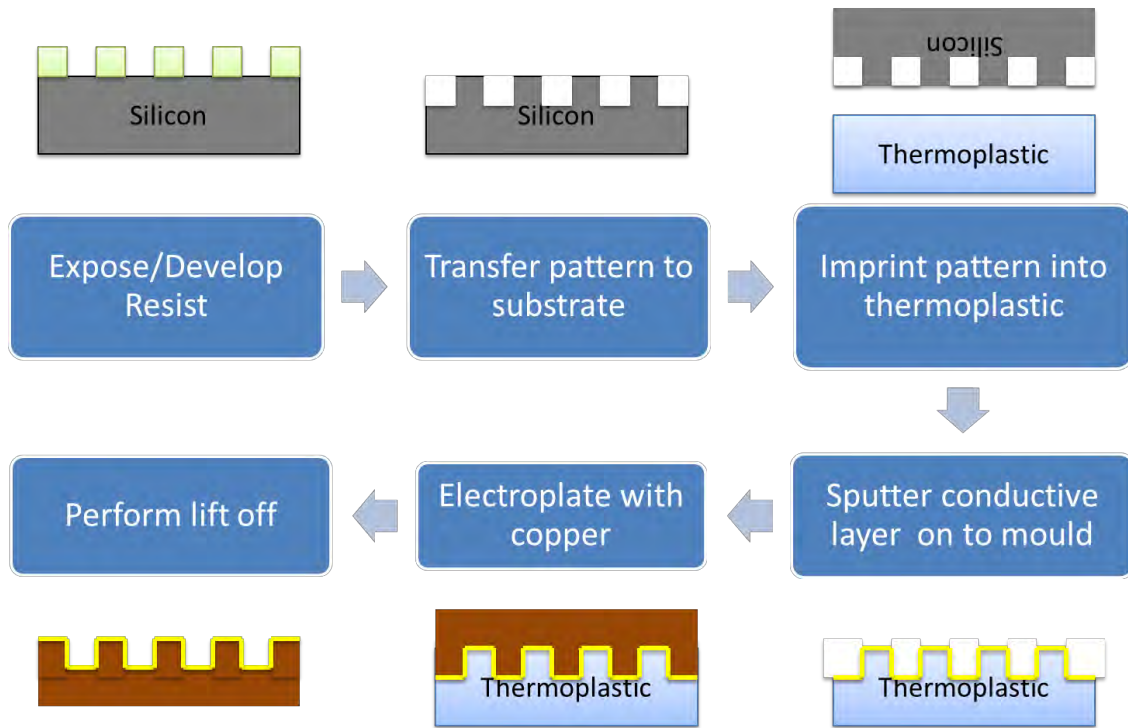 Silicon
Silicon
Silicon
Thermoplastic
Expose/Develop
Resist
Transfer pattern to
substrate
Imprint pattern into
thermoplastic
Sputter conductive
layer on to mould
Electroplate with
copper
Perform lift off
Thermoplastic
Thermoplastic